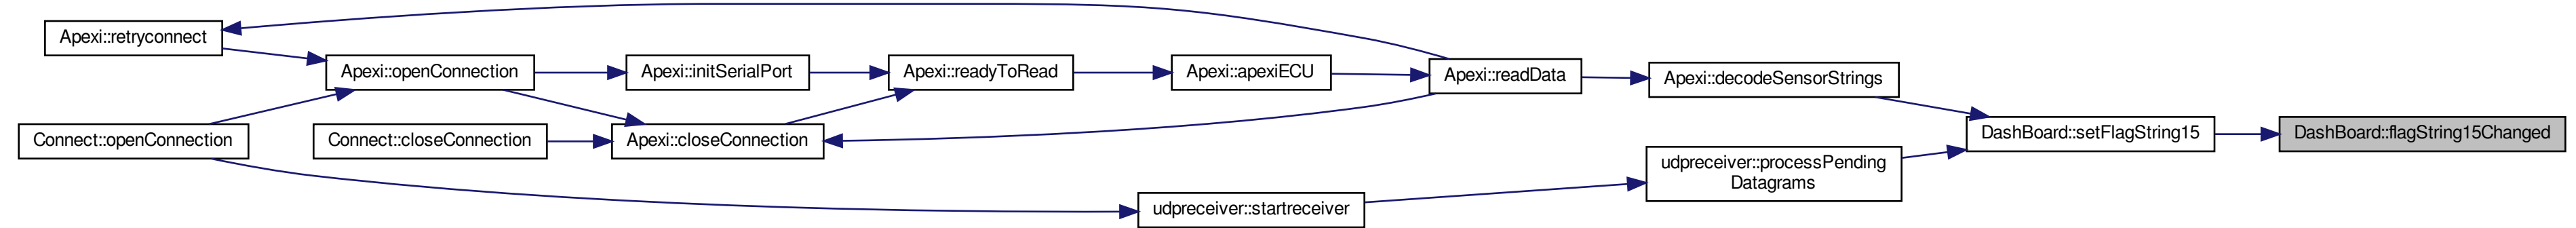 Apexi::retryconnect
Apexi::openConnection
Apexi::initSerialPort
Apexi::readyToRead
Apexi::apexiECU
Apexi::readData
Apexi::decodeSensorStrings
Connect::openConnection
Connect::closeConnection
Apexi::closeConnection
DashBoard::setFlagString15
DashBoard::flagString15Changed
udpreceiver::processPending
Datagrams
udpreceiver::startreceiver